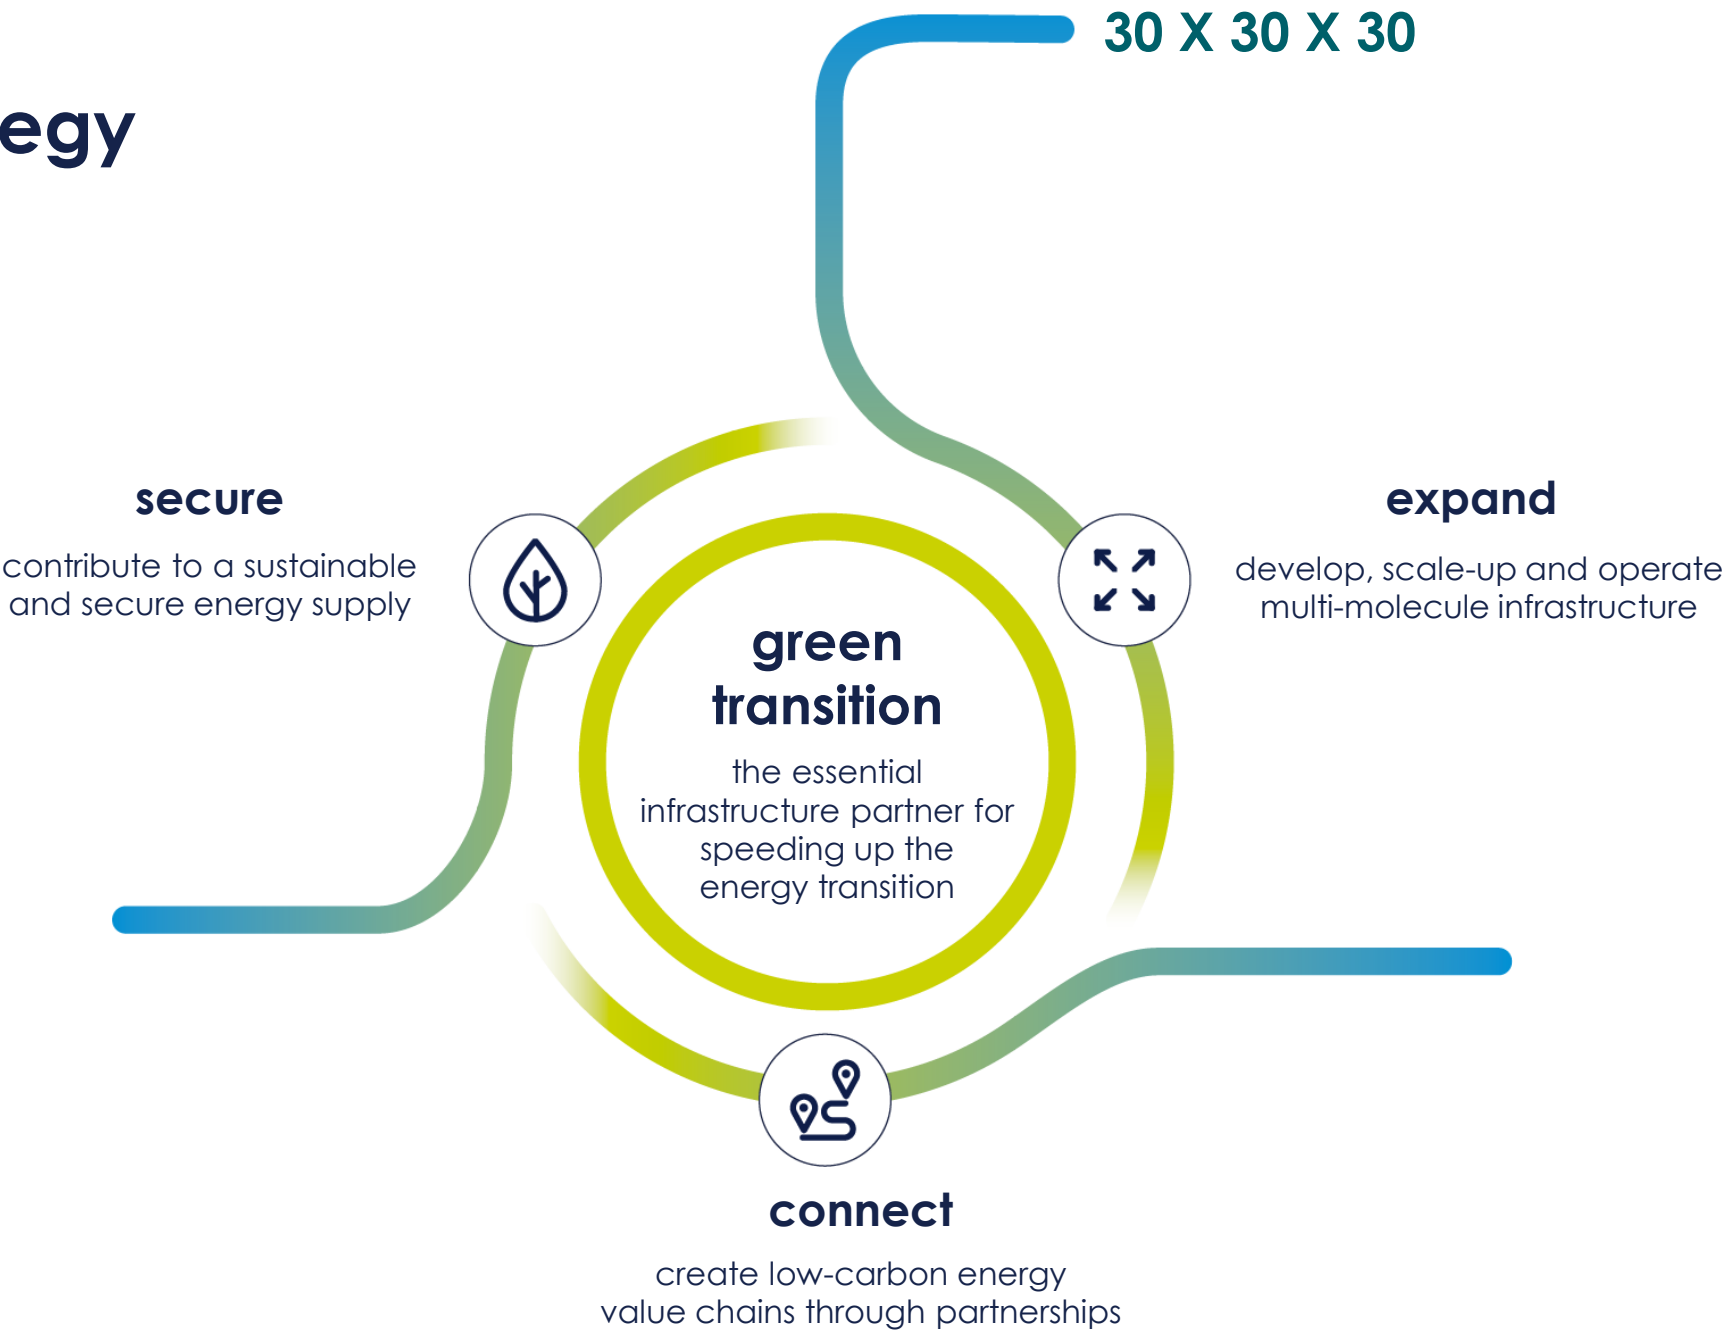 30 X 30 X 30
egy
secure
contribute to a sustainable
and secure energy supply
expand
develop, scale-up and operate
multi-molecule infrastructure
green
transition
the essential
infrastructure partner for
speeding up the
energy transition
connect
create low-carbon energy
value chains through partnerships